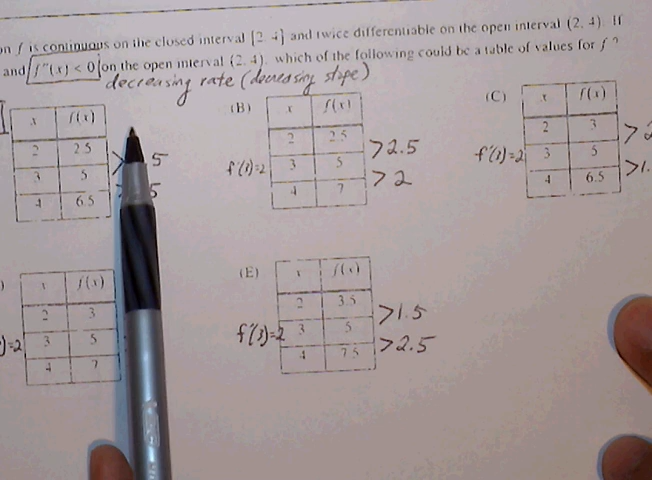 on f is continuous on the closed interval [2, 4] and twice differentiable on the open interval (2, 4). If
and f''(x) < 0 on the open interval (2, 4), which of the following could be a table of values for f ?
decreasing rate (decreasing slope)
x f(x)
2 2.5
3 5
4 6.5
> 5
5
(B)
x f(x)
2 2.5
3 5
4 7
f'(3)=2
>2.5
>2
(C)
x f(x)
2 3
3 5
4 6.5
f'(3)=2
>2
>1.
)
x f(x)
2 3
3 5
4 7
)=2
(E)
x f(x)
2 3.5
3 5
4 7.5
f'(3)=2
>1.5
>2.5